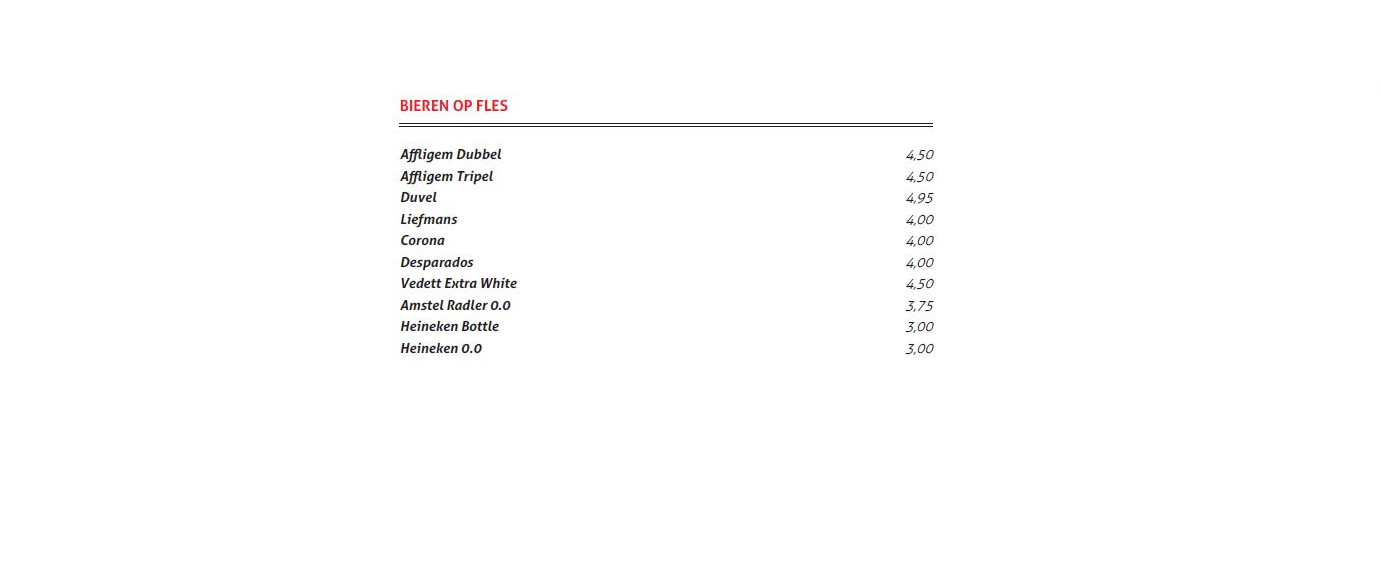 BIEREN OP FLES
Affligem Dubbel 4,50
Affligem Tripel 4,50
Duvel 4,95
Liefmans 4,00
Corona 4,00
Desparados 4,00
Vedett Extra White 4,50
Amstel Radler 0.0 3,75
Heineken Bottle 3,00
Heineken 0.0 3,00